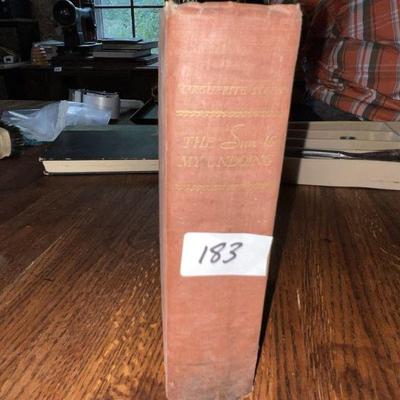 MARGUERITE STEEN
THE Sun Is
MY UNDOING
183